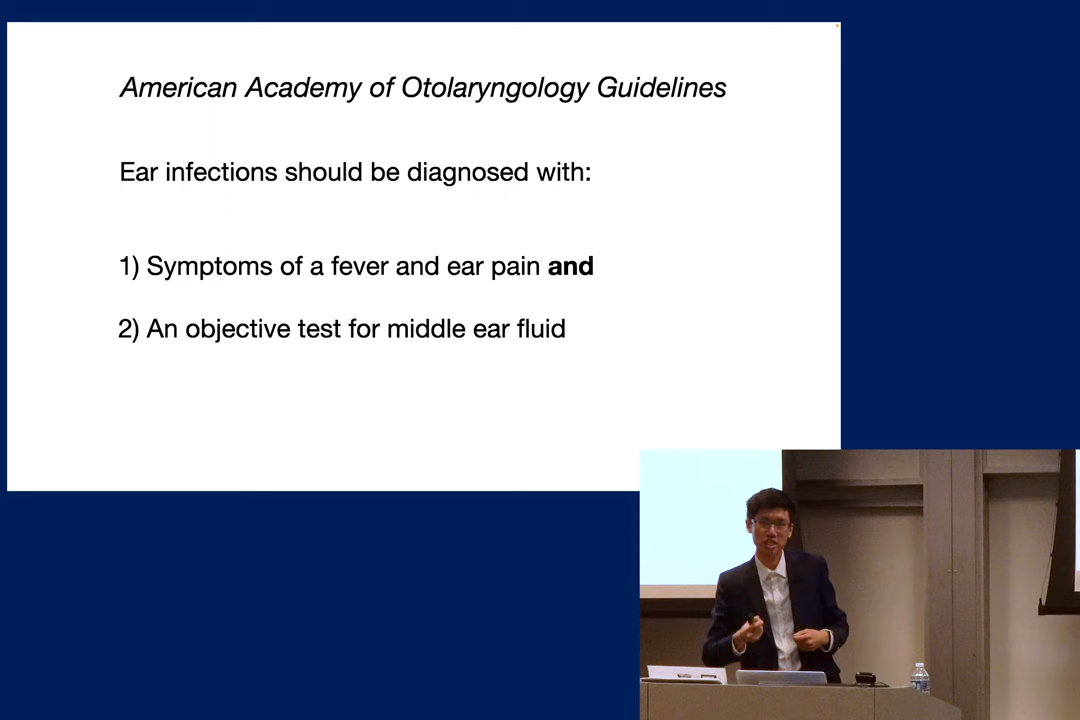 American Academy of Otolaryngology Guidelines
Ear infections should be diagnosed with:
1) Symptoms of a fever and ear pain and
2) An objective test for middle ear fluid